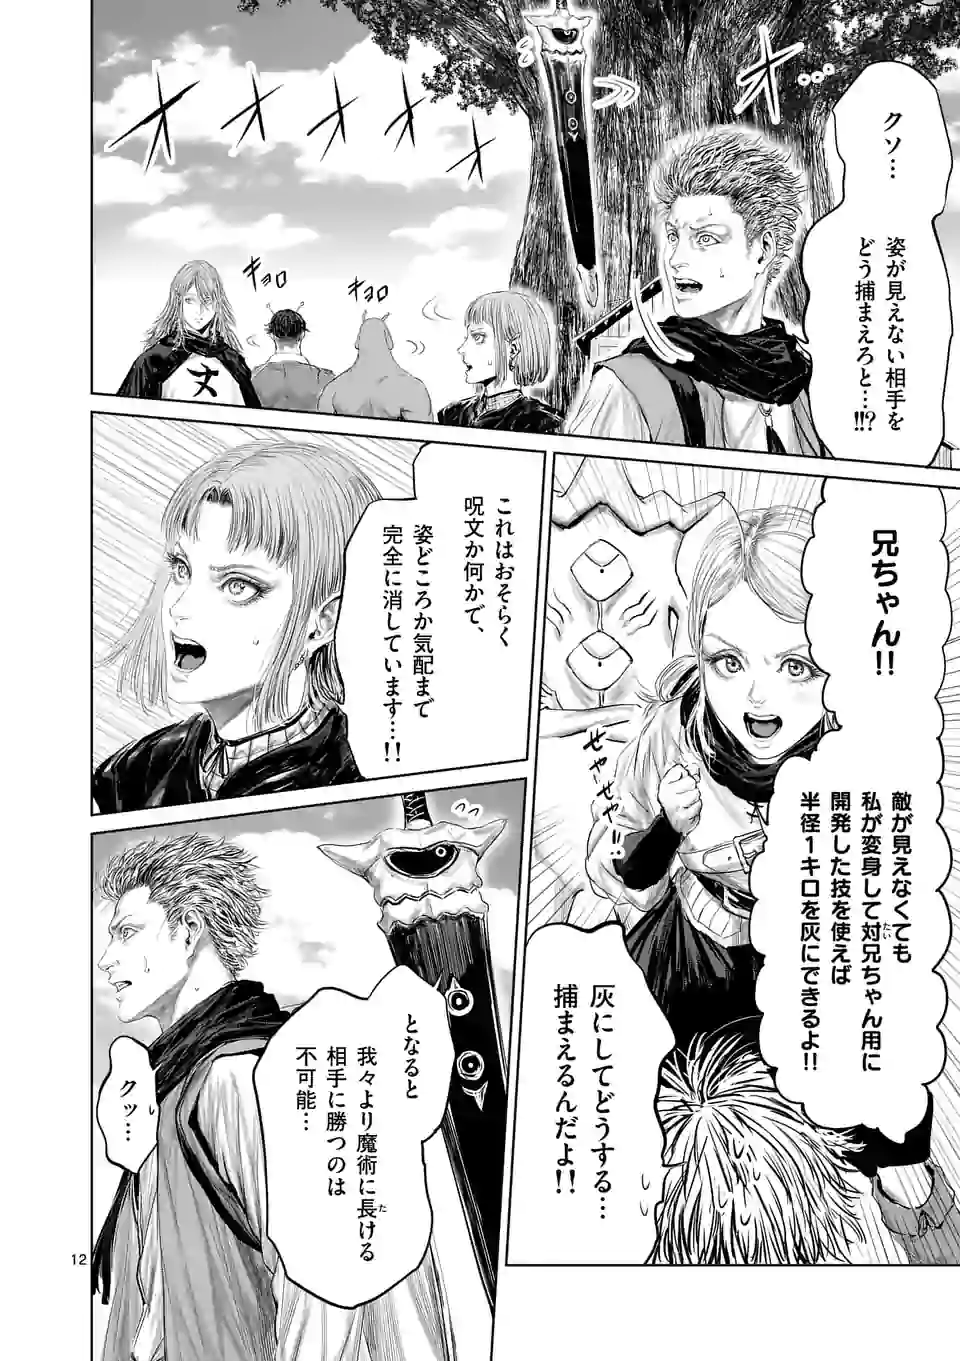 クソ…
姿が見えない相手を
どう捕まえろと…!!?
オオオオオ…
キョロ
キョロ
文
兄ちゃん!!
敵が見えなくても
私が変身して対兄ちゃん用に
たい
開発した技を使えば
半径1キロを灰にできるよ!!
せやせや!!
灰にしてどうする…
捕まえるんだよ!!
これはおそらく
呪文か何かで、
姿どころか気配まで
完全に消しています…!!
となると
我々より魔術に長ける
た
相手に勝つのは
不可能…
クッ…
12